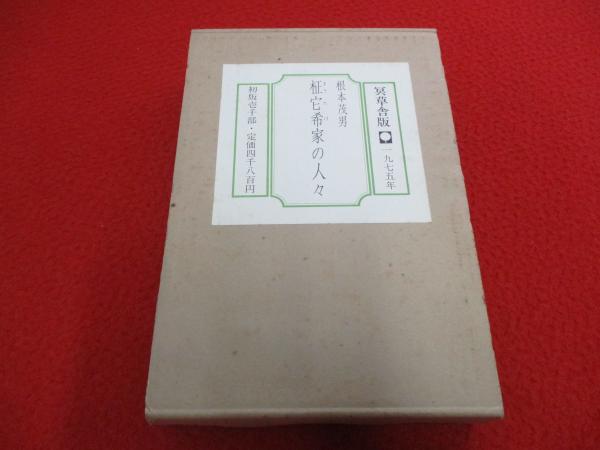 冥草舎版 一九七五年
根本茂男
柾它希家の人々
初版壱千部・定価四千八百円